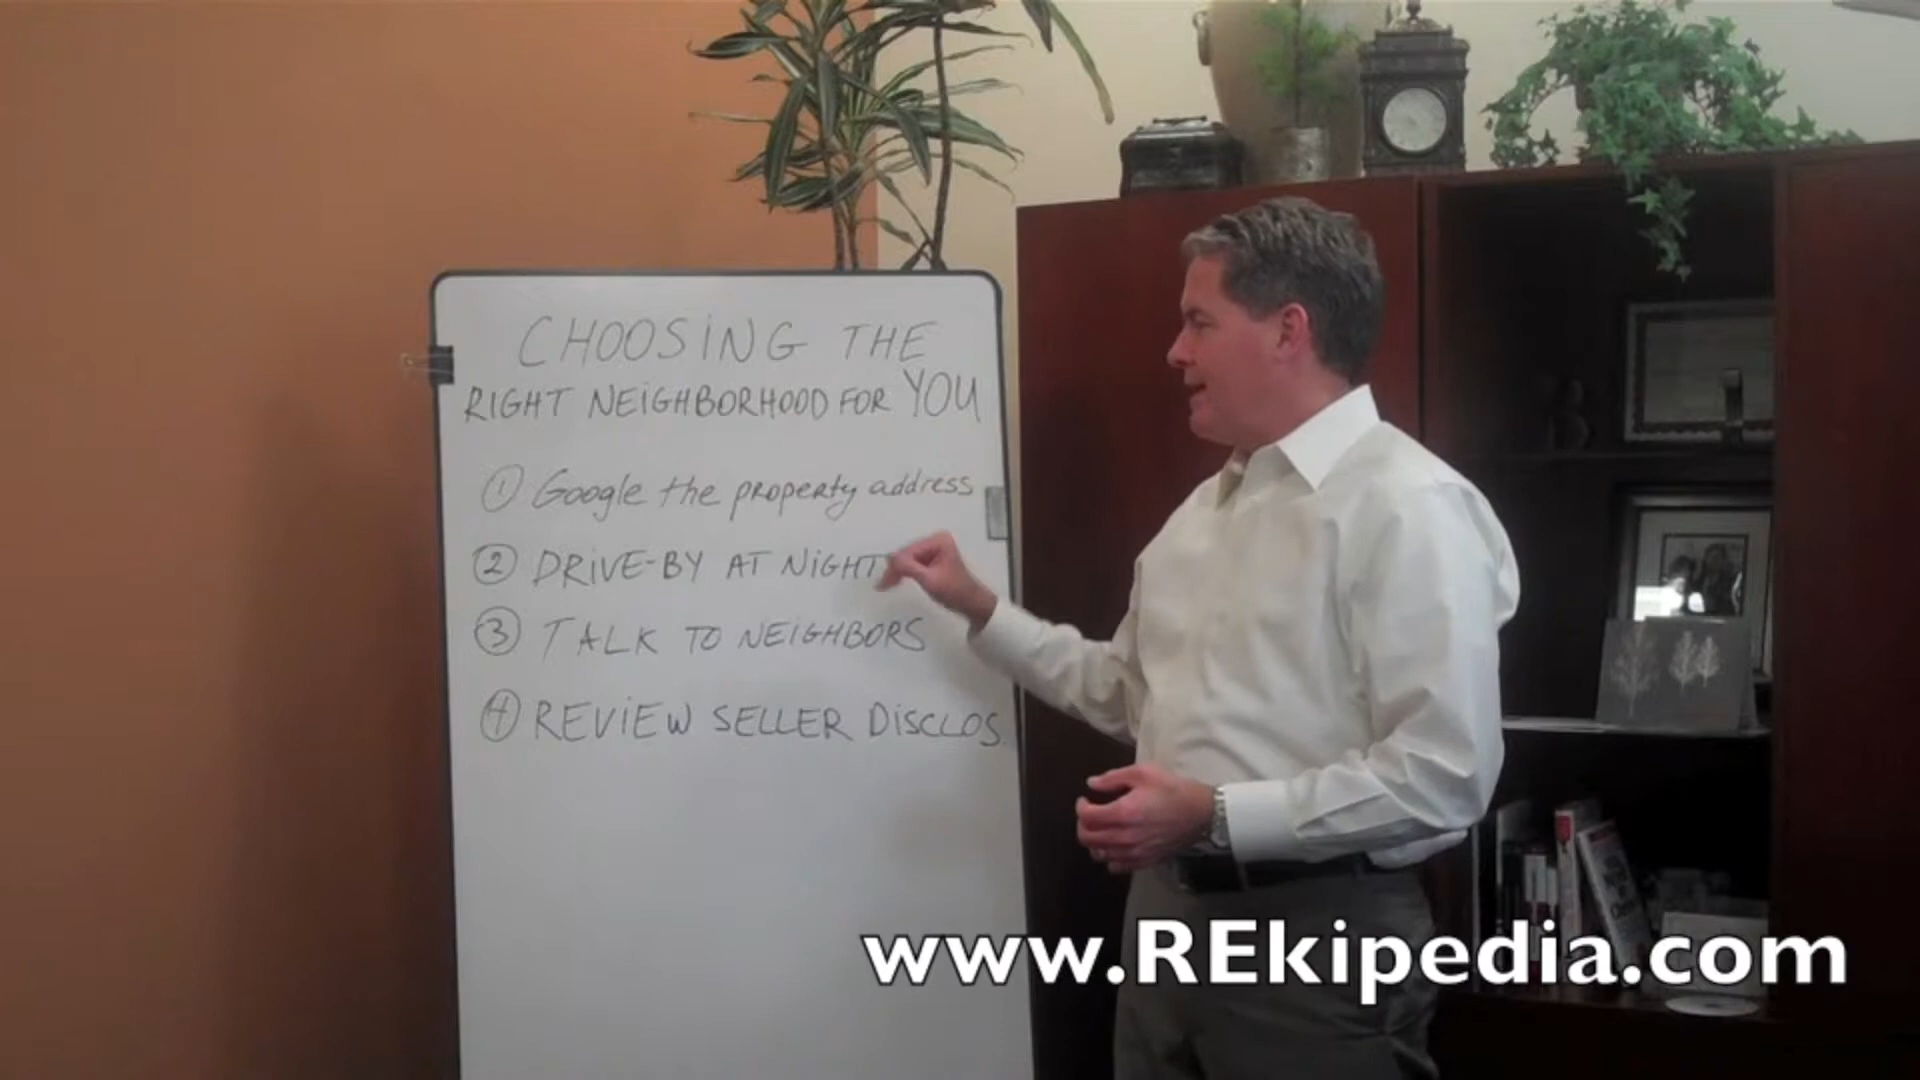 CHOOSING THE
RIGHT NEIGHBORHOOD FOR YOU
① Google the property address
② DRIVE-BY AT NIGHT
③ TALK TO NEIGHBORS
④ REVIEW SELLER DISCLOS.
www.REkipedia.com